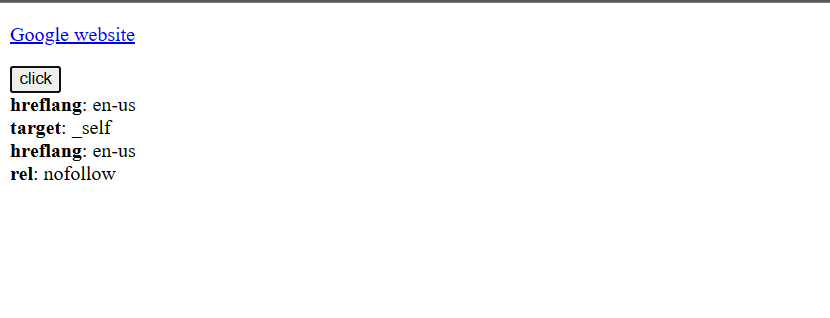 Google website
click
hreflang: en-us
target: _self
hreflang: en-us
rel: nofollow